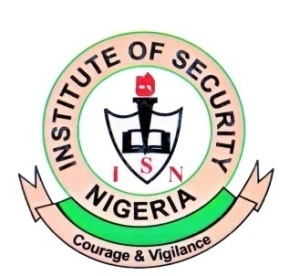 INSTITUTE OF SECURITY
I S N
NIGERIA
Courage & Vigilance